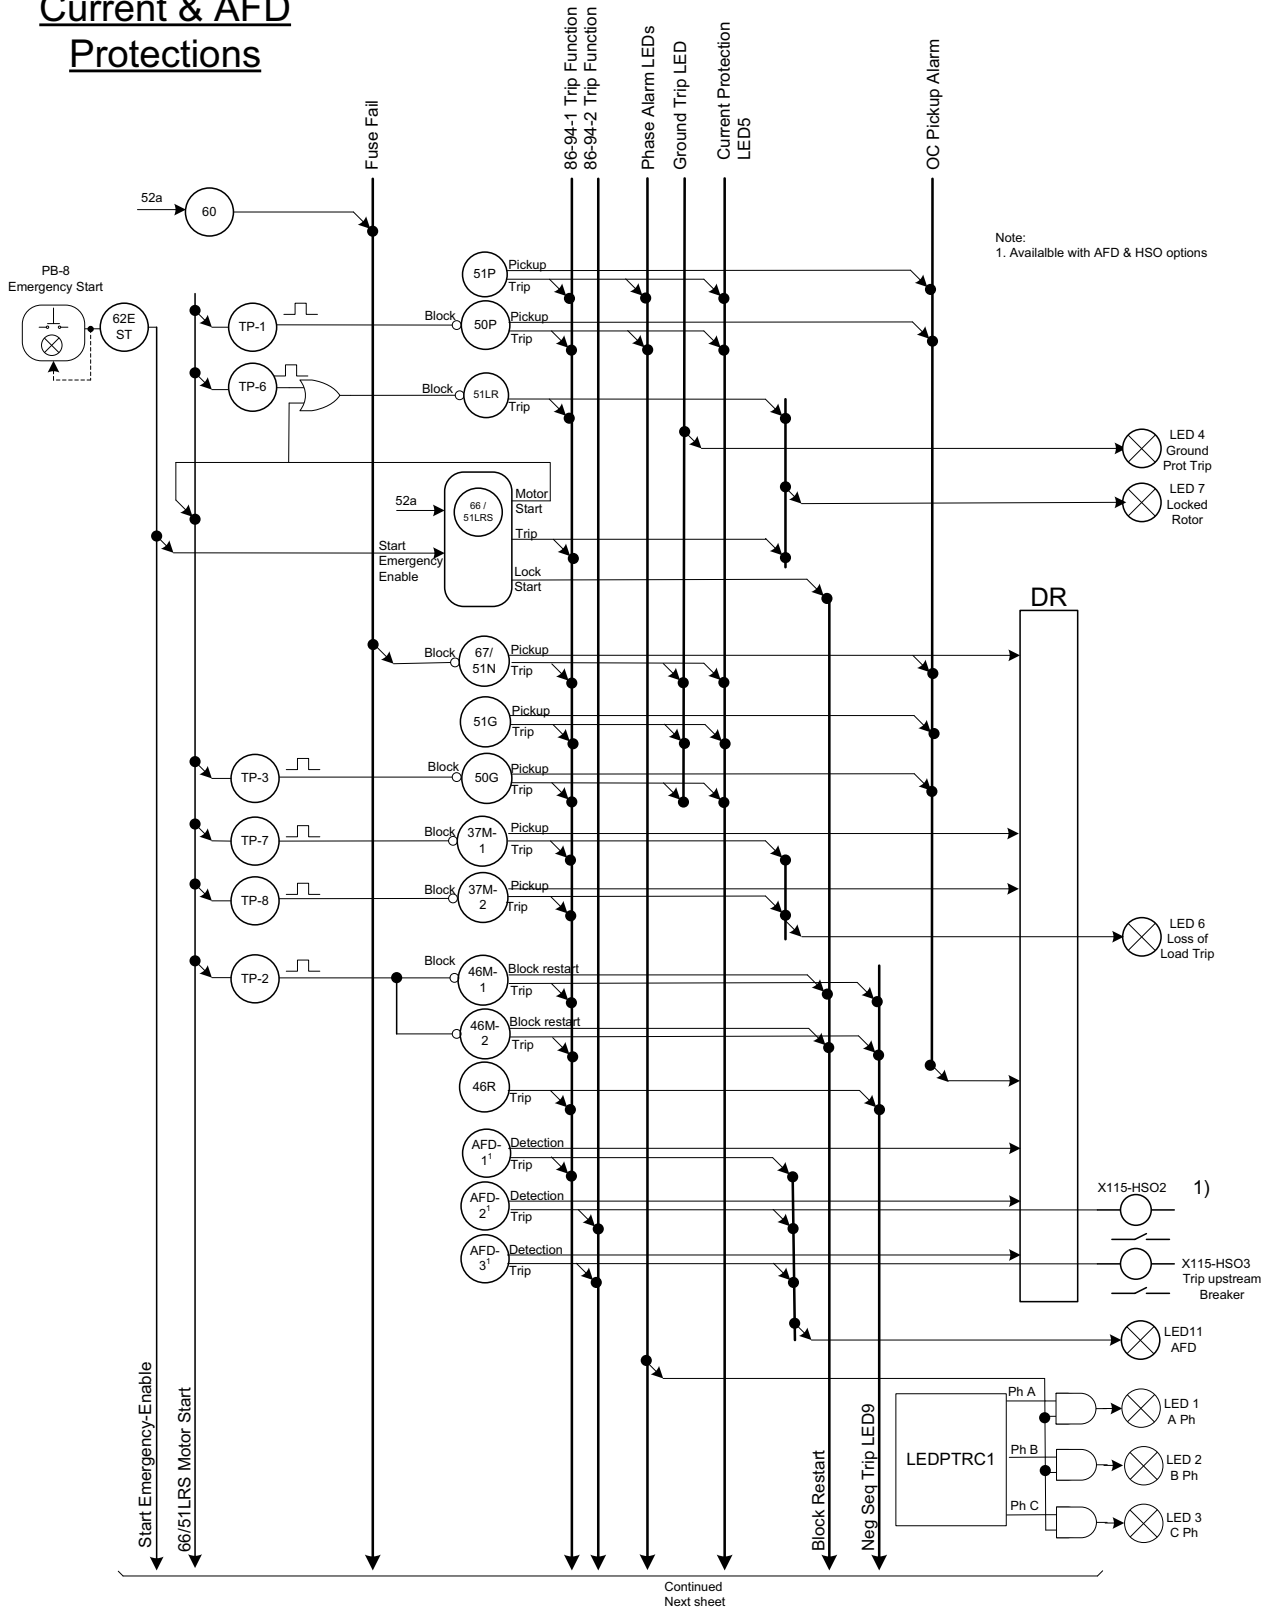 Current & AFD
Protections
Fuse Fail
86-94-1 Trip Function
86-94-2 Trip Function
Phase Alarm LEDs
Ground Trip LED
Current Protection
LED5
OC Pickup Alarm
52a
60
Note:
1. Availalble with AFD & HSO options
PB-8
Emergency Start
62E
ST
51P
Pickup
Trip
TP-1
Block
50P
Pickup
Trip
TP-6
Block
51LR
Trip
LED 4
Ground
Prot Trip
LED 7
Locked
Rotor
52a
66 /
51LRS
Motor
Start
Trip
Start
Emergency
Enable
Lock
Start
DR
Block
67/
51N
Pickup
Trip
51G
Pickup
Trip
TP-3
Block
50G
Pickup
Trip
TP-7
Block
37M-
1
Pickup
Trip
TP-8
Block
37M-
2
Pickup
Trip
LED 6
Loss of
Load Trip
TP-2
Block
46M-
1
Block restart
Trip
46M-
2
Block restart
Trip
46R
Trip
AFD-
1¹
Detection
Trip
AFD-
2¹
Detection
Trip
X115-HSO2
1)
AFD-
3¹
Detection
Trip
X115-HSO3
Trip upstream
Breaker
LED11
AFD
Start Emergency-Enable
66/51LRS Motor Start
Block Restart
Neg Seq Trip LED9
LEDPTRC1
Ph A
LED 1
A Ph
Ph B
LED 2
B Ph
Ph C
LED 3
C Ph
Continued
Next sheet